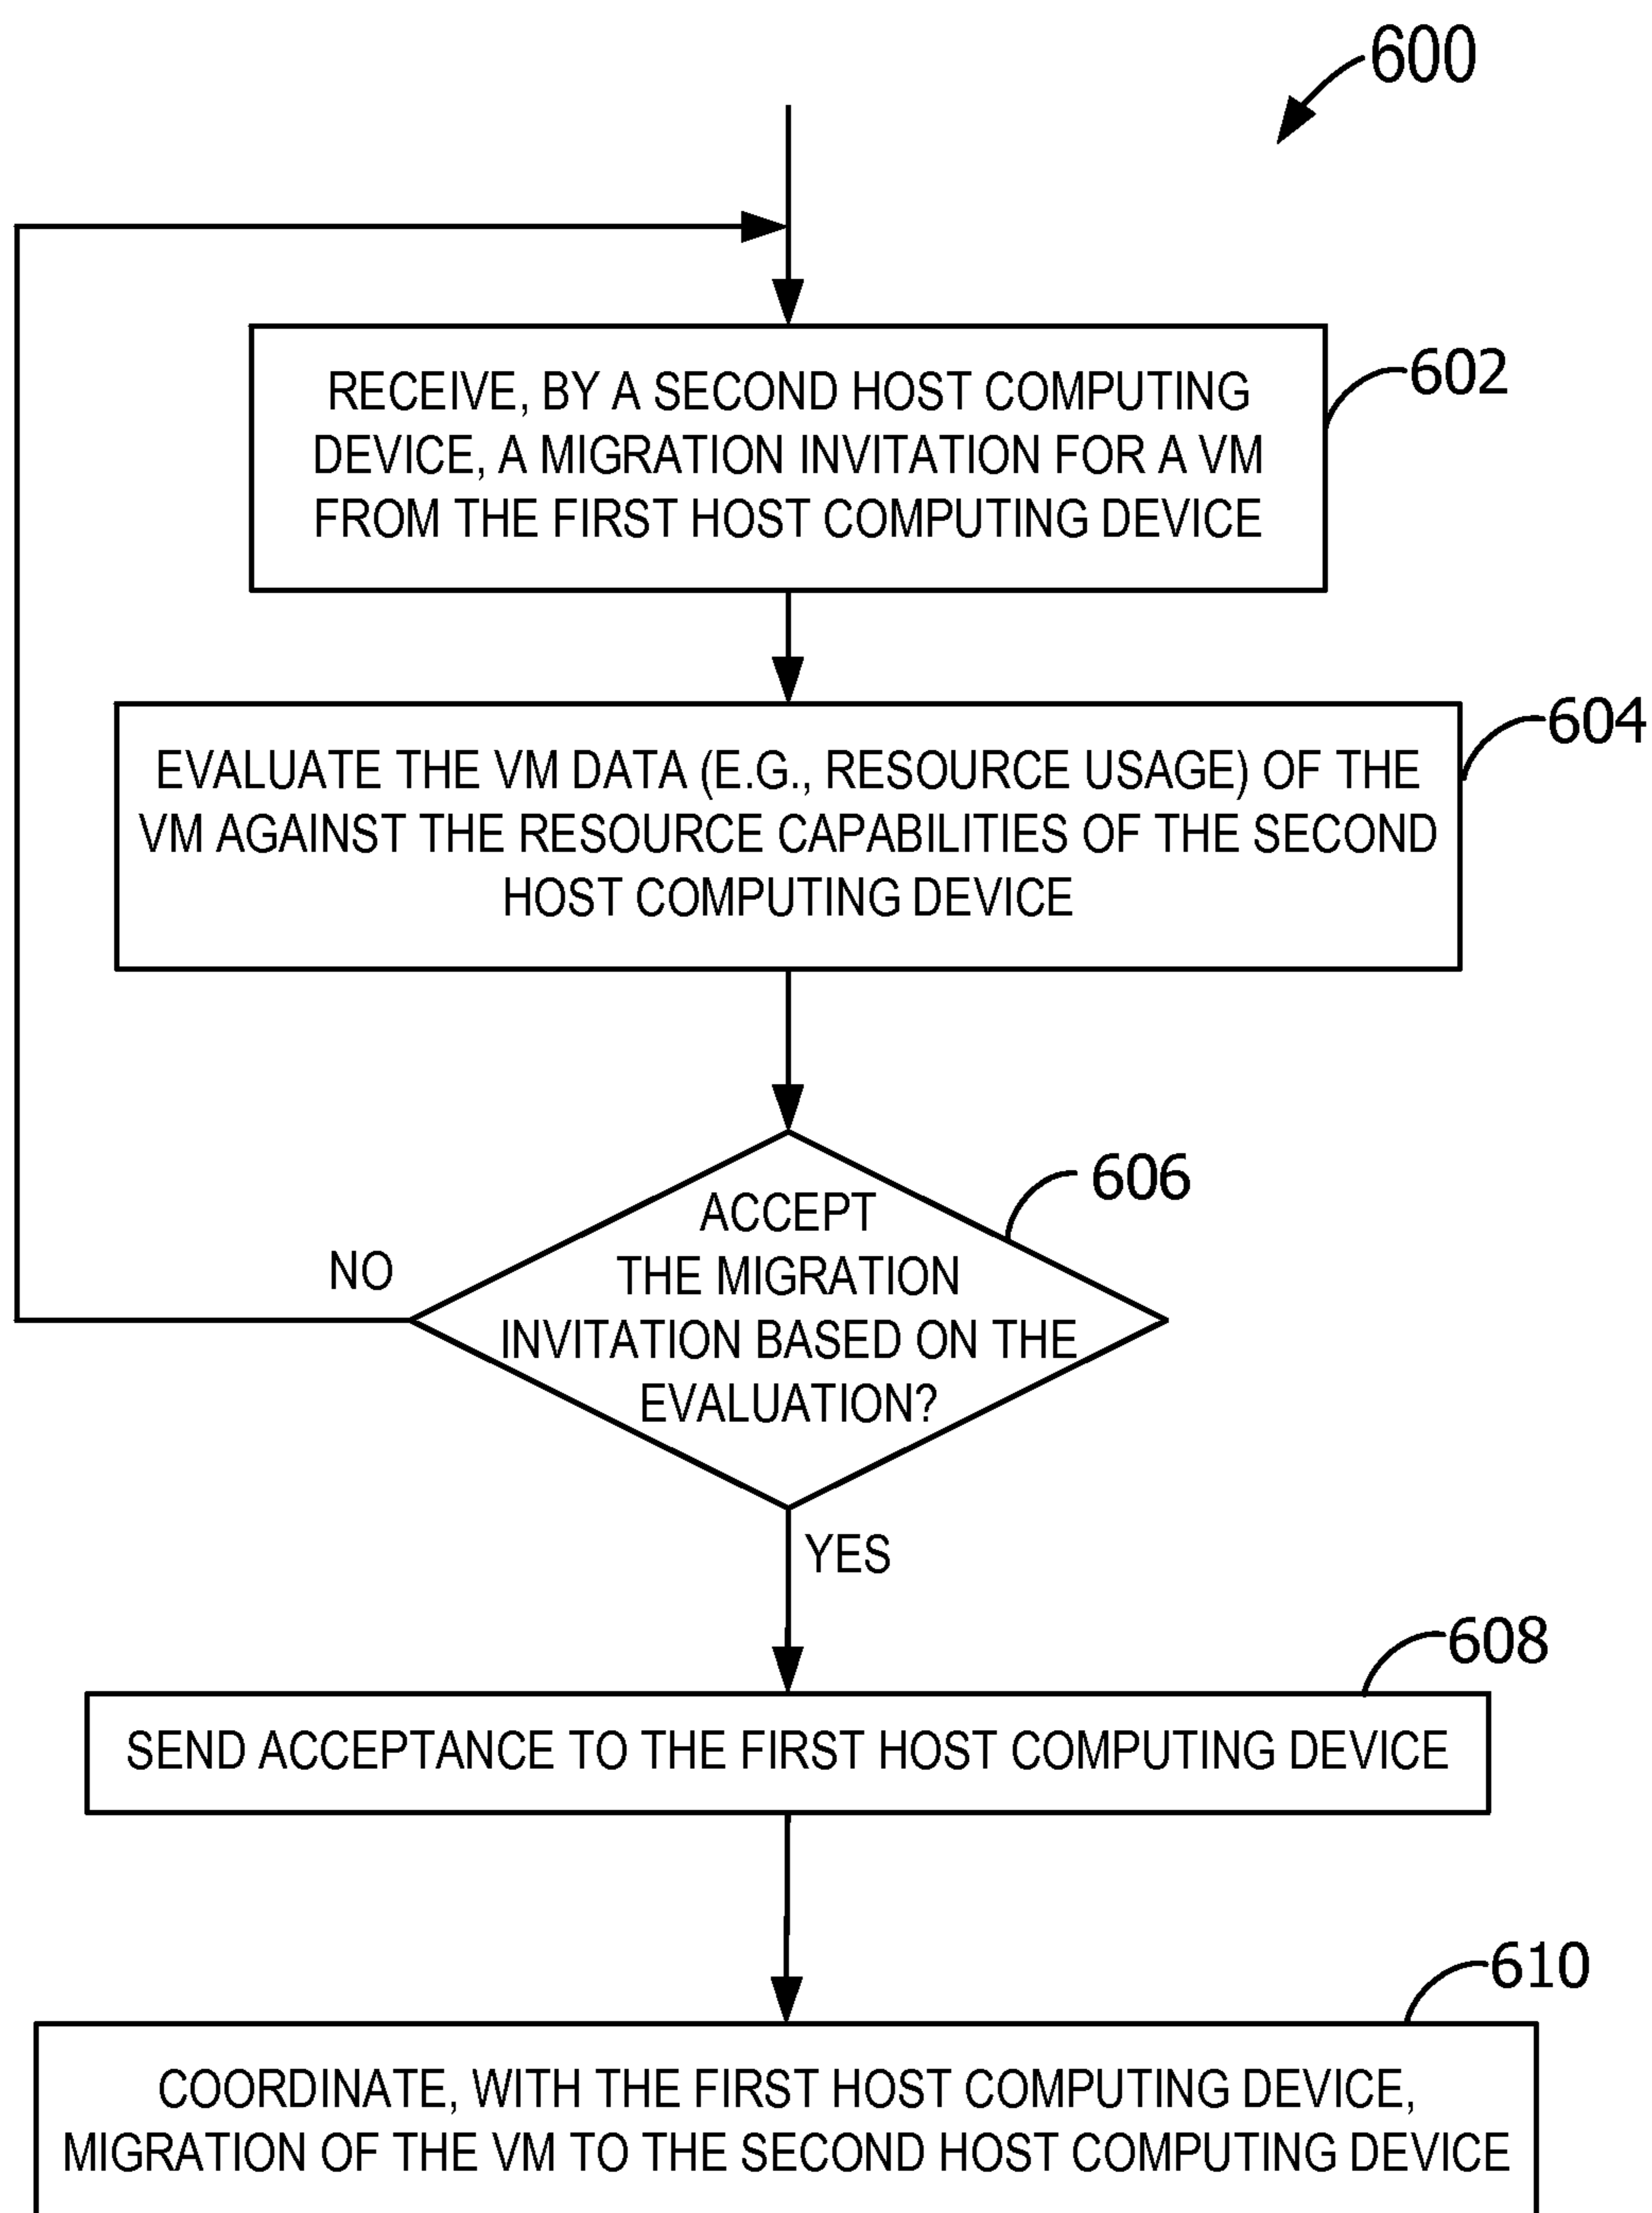 600
RECEIVE, BY A SECOND HOST COMPUTING
DEVICE, A MIGRATION INVITATION FOR A VM
FROM THE FIRST HOST COMPUTING DEVICE
602
EVALUATE THE VM DATA (E.G., RESOURCE USAGE) OF THE
VM AGAINST THE RESOURCE CAPABILITIES OF THE SECOND
HOST COMPUTING DEVICE
604
ACCEPT
THE MIGRATION
INVITATION BASED ON THE
EVALUATION?
606
NO
YES
608
SEND ACCEPTANCE TO THE FIRST HOST COMPUTING DEVICE
610
COORDINATE, WITH THE FIRST HOST COMPUTING DEVICE,
MIGRATION OF THE VM TO THE SECOND HOST COMPUTING DEVICE